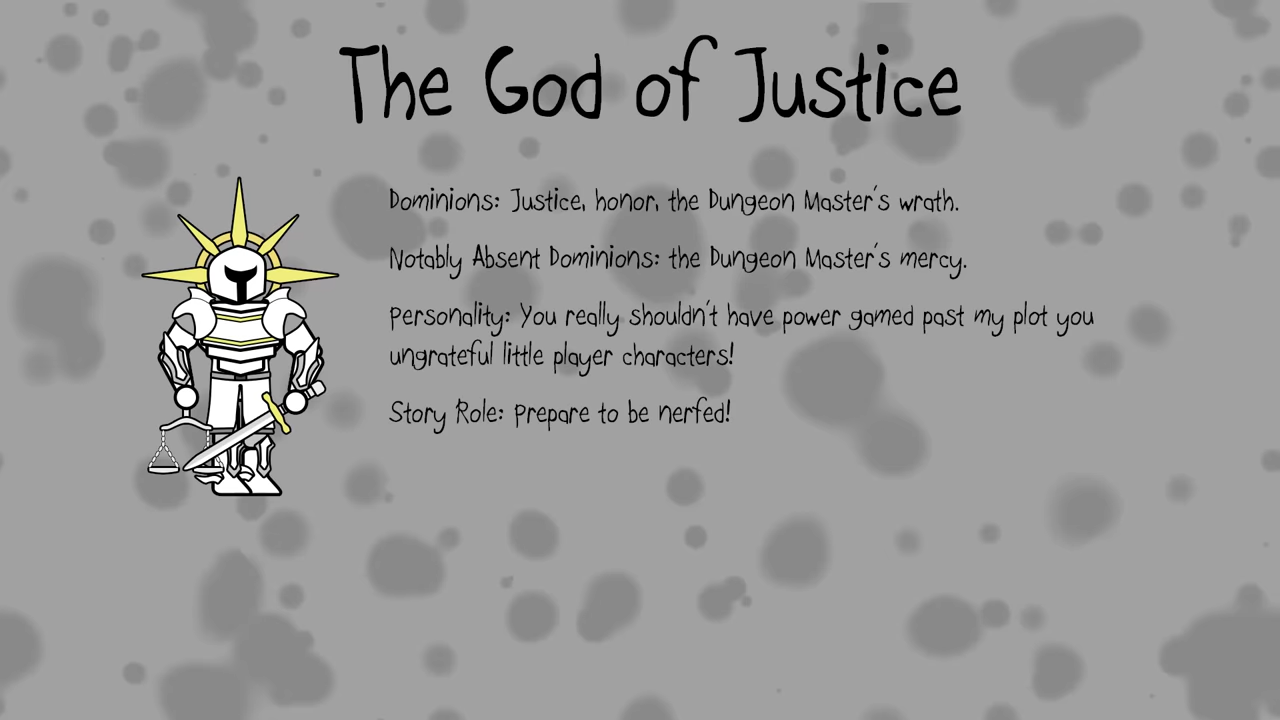 The God of Justice
Dominions: Justice, honor, the Dungeon Master's wrath.
Notably Absent Dominions: the Dungeon Master's mercy.
Personality: You really shouldn't have power gamed past my plot you
ungrateful little player characters!
Story Role: Prepare to be nerfed!